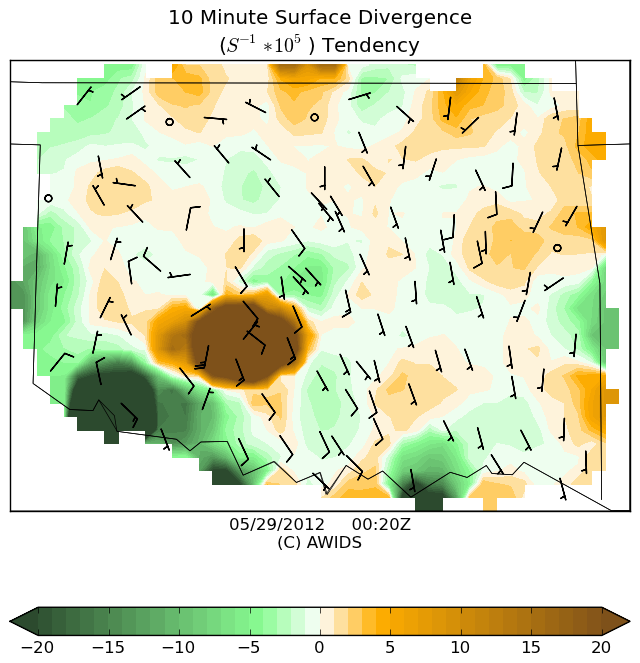 10 Minute Surface Divergence
(S⁻¹ *10⁵ ) Tendency
05/29/2012 00:20Z
(C) AWIDS
−20 −15 −10 −5 0 5 10 15 20